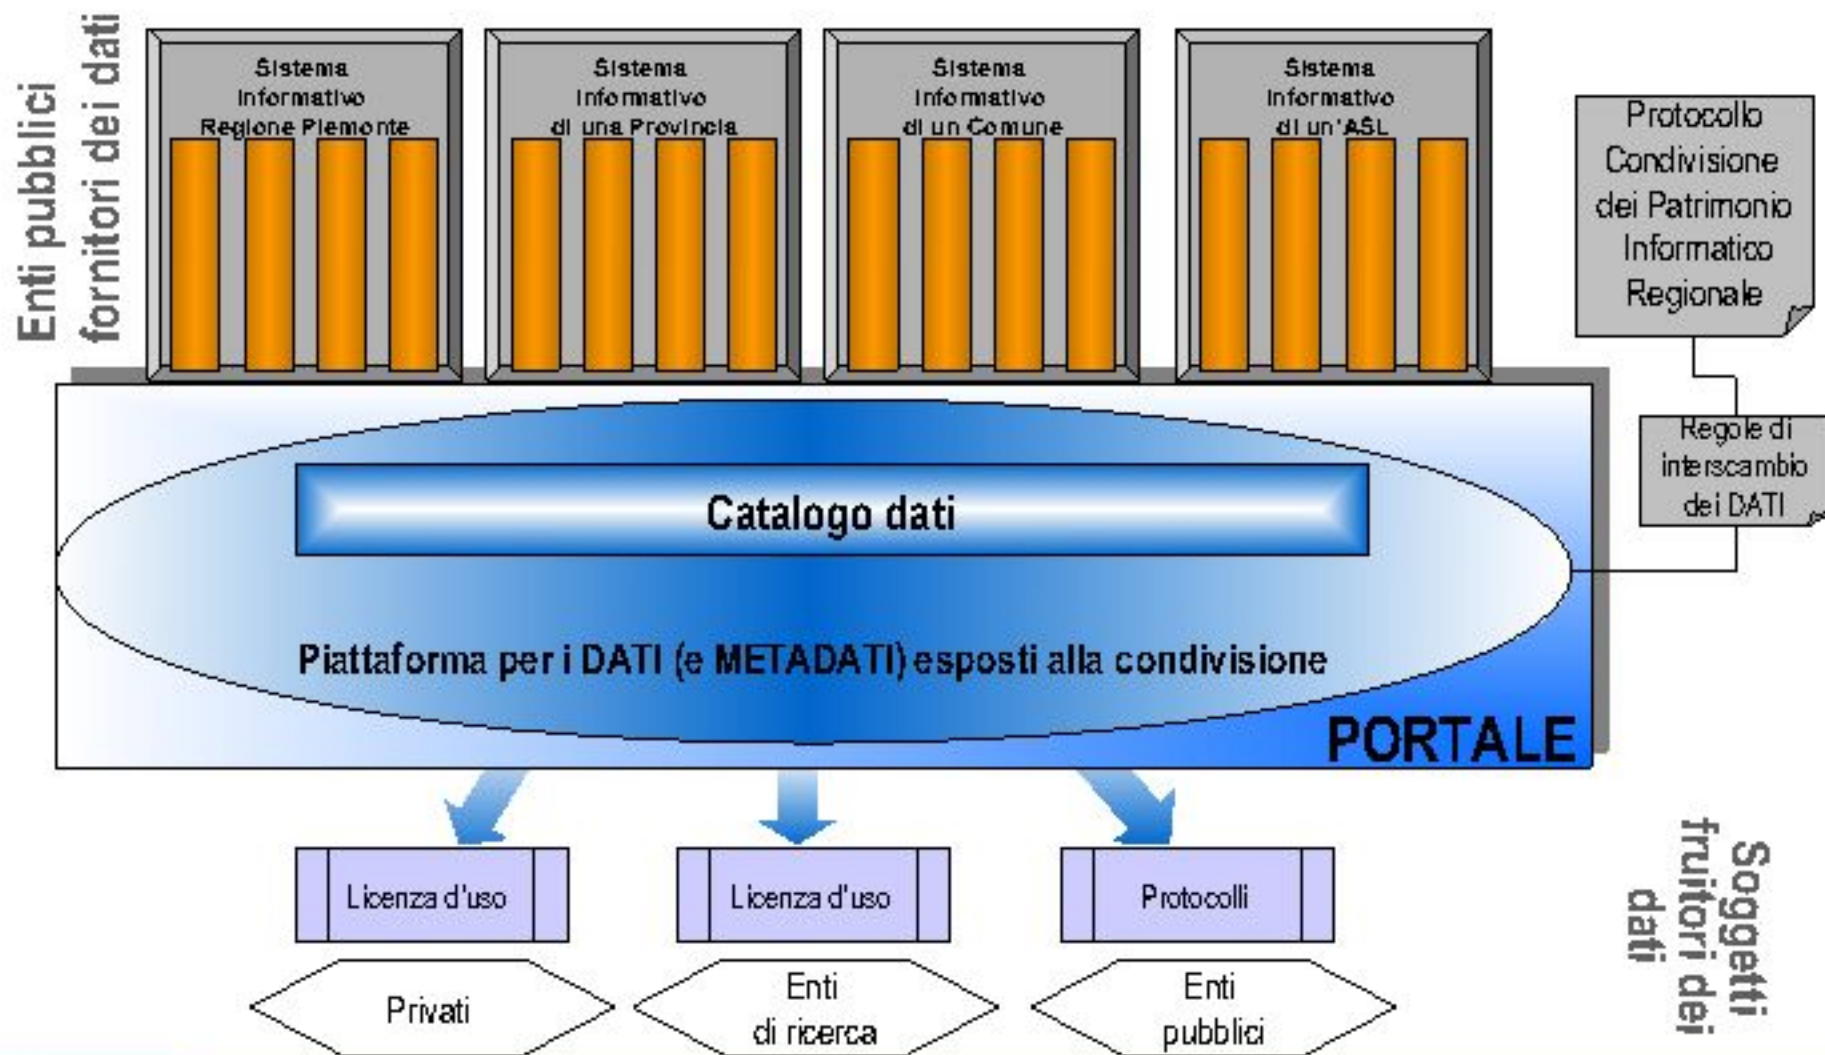 Enti pubblici
fornitori dei dati
Sistema
Informativo
Regione Piemonte
Sistema
Informativo
di una Provincia
Sistema
Informativo
di un Comune
Sistema
Informativo
di un'ASL
Protocollo
Condivisione
dei Patrimonio
Informatico
Regionale
Regole di
interscambio
dei DATI
Catalogo dati
Piattaforma per i DATI (e METADATI) esposti alla condivisione
PORTALE
Licenza d'uso
Licenza d'uso
Protocolli
Privati
Enti
di ricerca
Enti
pubblici
Soggetti
fruitori dei
dati